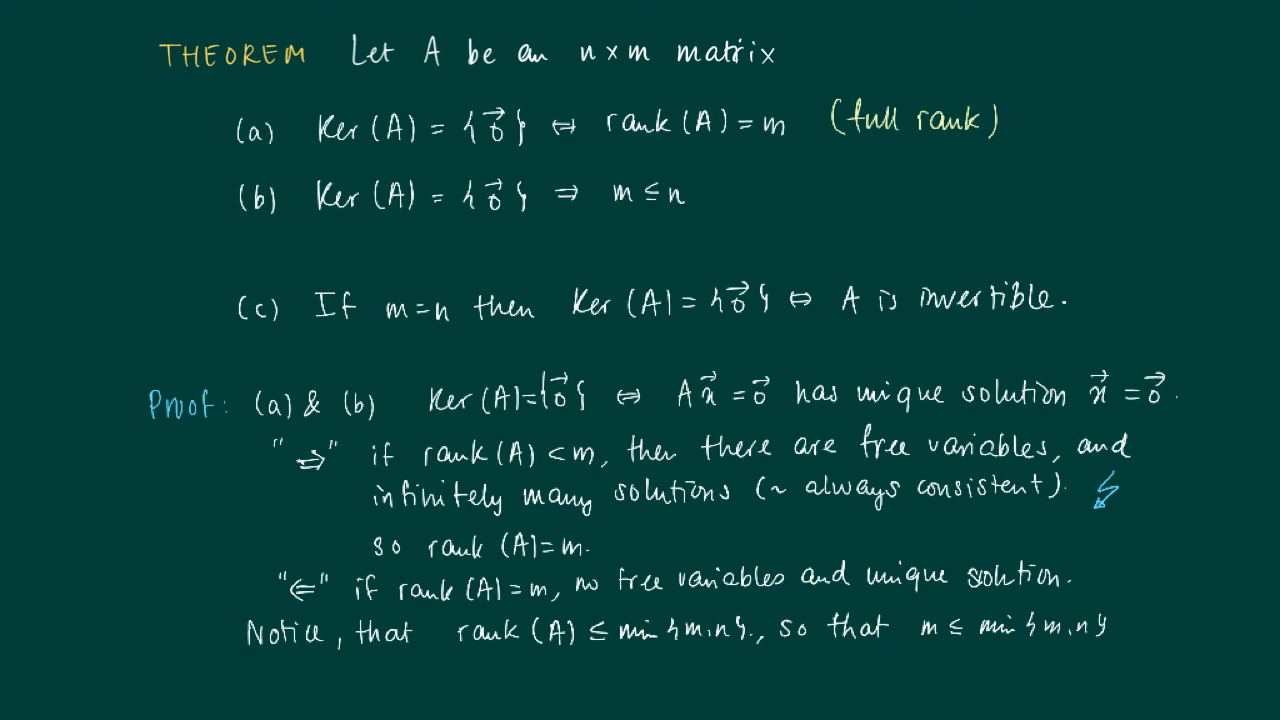 THEOREM Let A be an n×m matrix
(a) Ker (A) = {0⃗} ⇔ rank (A) = m (full rank)
(b) Ker (A) = {0⃗} ⇒ m ≤ n
(c) If m=n then Ker (A) = {0⃗} ⇔ A is invertible.
Proof: (a) & (b) Ker (A) = {0⃗} ⇔ A x⃗ = 0⃗ has unique solution x⃗ = 0⃗.
"⇒" if rank (A) < m, then there are free variables, and
infinitely many solutions (~ always consistent). ↯
so rank (A)=m.
"⇐" if rank (A) = m, no free variables and unique solution.
Notice, that rank (A) ≤ min {m,n}, so that m ≤ min {m,n}